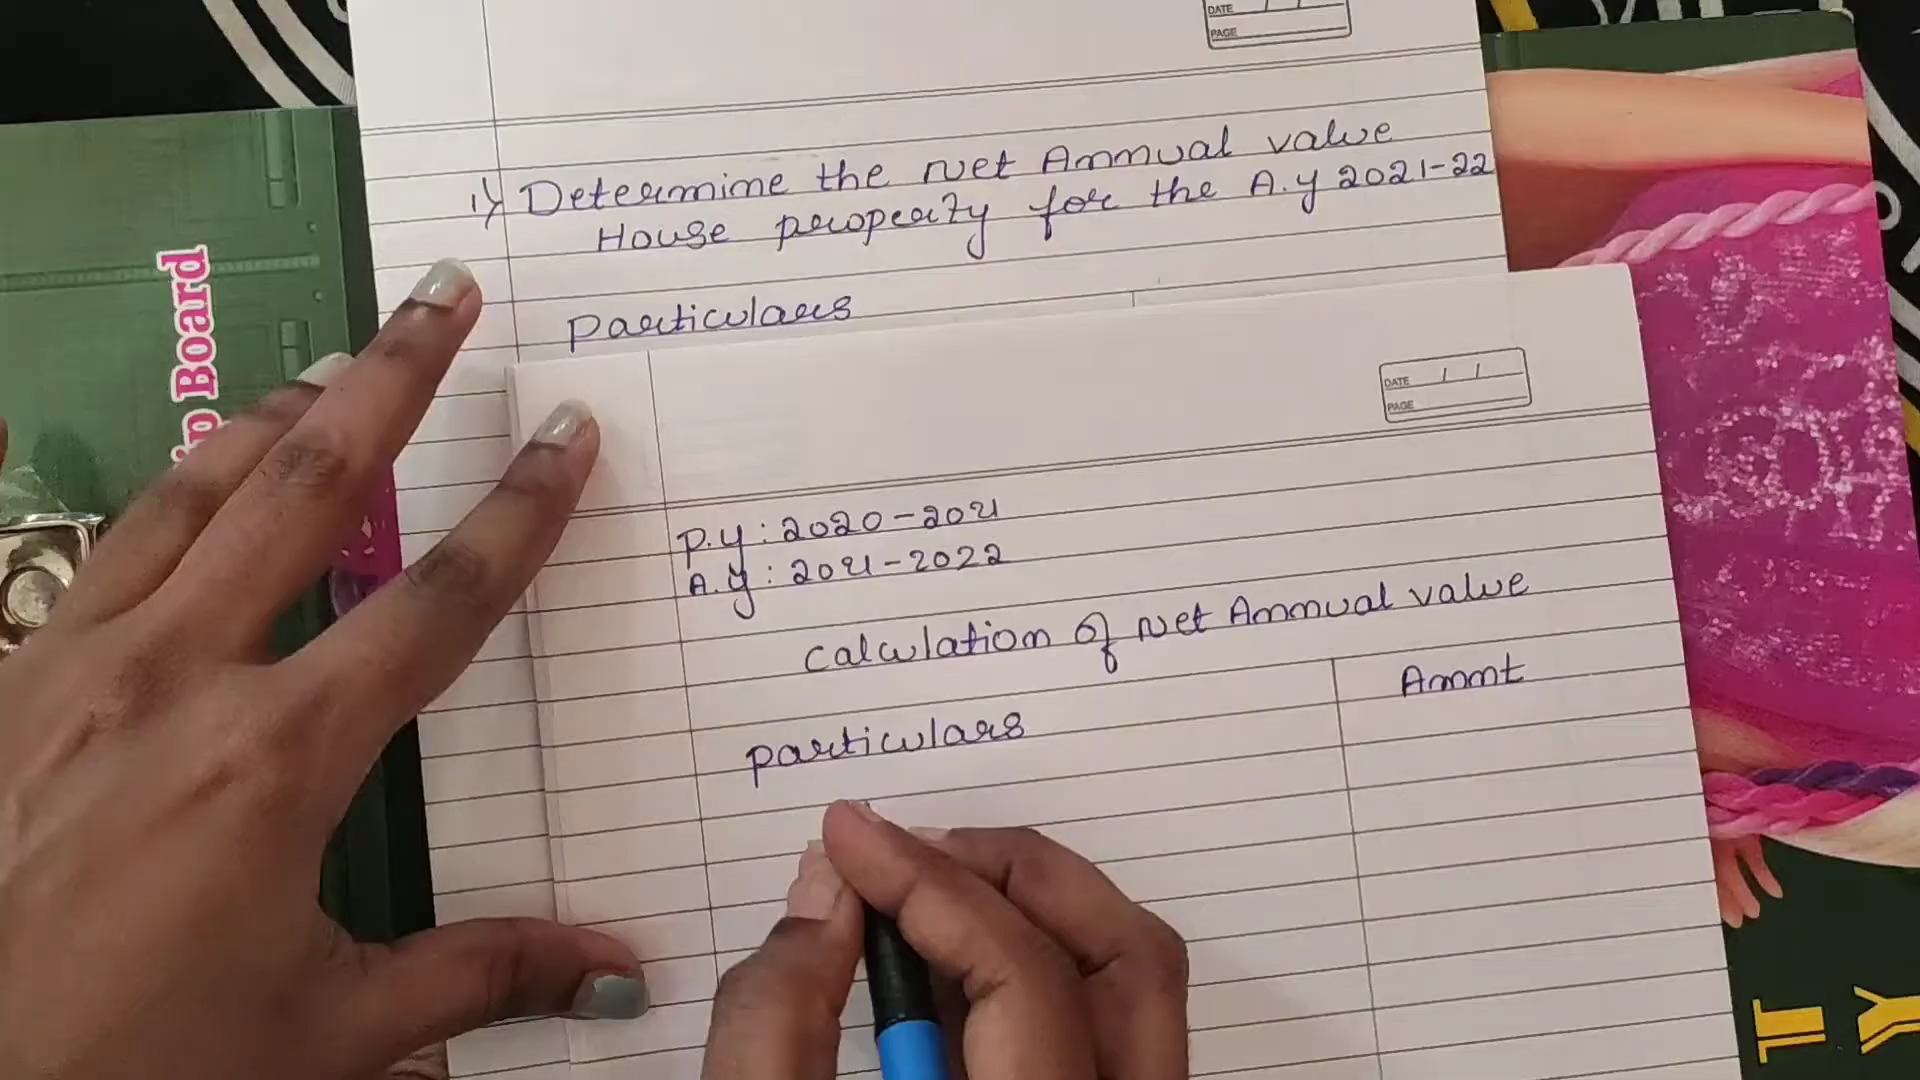 DATE / /
PAGE
1) Determine the Net Annual value
House property for the A.y 2021-22
particulars
Board
DATE / /
PAGE
P.y : 2020-2021
A.y : 2021-2022
calculation of Net Annual value
particulars
Ammt
T
Y